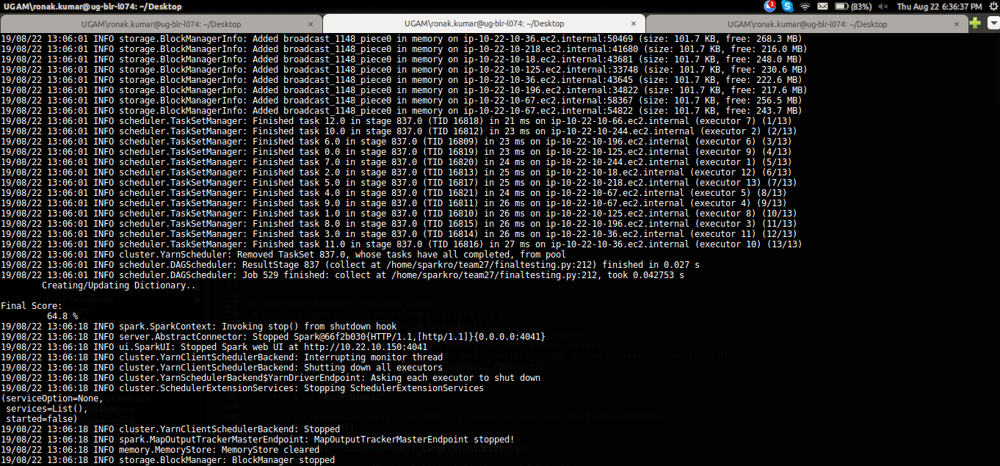 UGAM\ronak.kumar@ug-blr-l074: ~/Desktop
1
(83%)
Thu Aug 22 6:36:37 PM
UGAM\ronak.kumar@ug-blr-l074: ~/Desktop ×
UGAM\ronak.kumar@ug-blr-l074: ~/Desktop ×
UGAM\ronak.kumar@ug-blr-l074: ~/Desktop ×
19/08/22 13:06:01 INFO storage.BlockManagerInfo: Added broadcast_1148_piece0 in memory on ip-10-22-10-36.ec2.internal:50469 (size: 101.7 KB, free: 268.3 MB)
19/08/22 13:06:01 INFO storage.BlockManagerInfo: Added broadcast_1148_piece0 in memory on ip-10-22-10-218.ec2.internal:41680 (size: 101.7 KB, free: 216.0 MB)
19/08/22 13:06:01 INFO storage.BlockManagerInfo: Added broadcast_1148_piece0 in memory on ip-10-22-10-18.ec2.internal:43681 (size: 101.7 KB, free: 248.0 MB)
19/08/22 13:06:01 INFO storage.BlockManagerInfo: Added broadcast_1148_piece0 in memory on ip-10-22-10-125.ec2.internal:33748 (size: 101.7 KB, free: 230.6 MB)
19/08/22 13:06:01 INFO storage.BlockManagerInfo: Added broadcast_1148_piece0 in memory on ip-10-22-10-36.ec2.internal:43645 (size: 101.7 KB, free: 222.6 MB)
19/08/22 13:06:01 INFO storage.BlockManagerInfo: Added broadcast_1148_piece0 in memory on ip-10-22-10-196.ec2.internal:34822 (size: 101.7 KB, free: 217.6 MB)
19/08/22 13:06:01 INFO storage.BlockManagerInfo: Added broadcast_1148_piece0 in memory on ip-10-22-10-67.ec2.internal:58367 (size: 101.7 KB, free: 256.5 MB)
19/08/22 13:06:01 INFO storage.BlockManagerInfo: Added broadcast_1148_piece0 in memory on ip-10-22-10-243.ec2.internal:54822 (size: 101.7 KB, free: 243.7 MB)
19/08/22 13:06:01 INFO scheduler.TaskSetManager: Finished task 12.0 in stage 837.0 (TID 16818) in 21 ms on ip-10-22-10-66.ec2.internal (executor 7) (1/13)
19/08/22 13:06:01 INFO scheduler.TaskSetManager: Finished task 10.0 in stage 837.0 (TID 16812) in 23 ms on ip-10-22-10-244.ec2.internal (executor 2) (2/13)
19/08/22 13:06:01 INFO scheduler.TaskSetManager: Finished task 6.0 in stage 837.0 (TID 16809) in 23 ms on ip-10-22-10-196.ec2.internal (executor 6) (3/13)
19/08/22 13:06:01 INFO scheduler.TaskSetManager: Finished task 0.0 in stage 837.0 (TID 16819) in 23 ms on ip-10-22-10-125.ec2.internal (executor 9) (4/13)
19/08/22 13:06:01 INFO scheduler.TaskSetManager: Finished task 7.0 in stage 837.0 (TID 16820) in 24 ms on ip-10-22-10-244.ec2.internal (executor 1) (5/13)
19/08/22 13:06:01 INFO scheduler.TaskSetManager: Finished task 2.0 in stage 837.0 (TID 16813) in 25 ms on ip-10-22-10-18.ec2.internal (executor 12) (6/13)
19/08/22 13:06:01 INFO scheduler.TaskSetManager: Finished task 5.0 in stage 837.0 (TID 16817) in 25 ms on ip-10-22-10-218.ec2.internal (executor 13) (7/13)
19/08/22 13:06:01 INFO scheduler.TaskSetManager: Finished task 4.0 in stage 837.0 (TID 16821) in 24 ms on ip-10-22-10-67.ec2.internal (executor 5) (8/13)
19/08/22 13:06:01 INFO scheduler.TaskSetManager: Finished task 9.0 in stage 837.0 (TID 16811) in 26 ms on ip-10-22-10-67.ec2.internal (executor 4) (9/13)
19/08/22 13:06:01 INFO scheduler.TaskSetManager: Finished task 1.0 in stage 837.0 (TID 16810) in 26 ms on ip-10-22-10-125.ec2.internal (executor 8) (10/13)
19/08/22 13:06:01 INFO scheduler.TaskSetManager: Finished task 8.0 in stage 837.0 (TID 16815) in 26 ms on ip-10-22-10-196.ec2.internal (executor 3) (11/13)
19/08/22 13:06:01 INFO scheduler.TaskSetManager: Finished task 3.0 in stage 837.0 (TID 16814) in 26 ms on ip-10-22-10-36.ec2.internal (executor 11) (12/13)
19/08/22 13:06:01 INFO scheduler.TaskSetManager: Finished task 11.0 in stage 837.0 (TID 16816) in 27 ms on ip-10-22-10-36.ec2.internal (executor 10) (13/13)
19/08/22 13:06:01 INFO cluster.YarnScheduler: Removed TaskSet 837.0, whose tasks have all completed, from pool
19/08/22 13:06:01 INFO scheduler.DAGScheduler: ResultStage 837 (collect at /home/sparkro/team27/finaltesting.py:212) finished in 0.027 s
19/08/22 13:06:01 INFO scheduler.DAGScheduler: Job 529 finished: collect at /home/sparkro/team27/finaltesting.py:212, took 0.042753 s
Creating/Updating Dictionary..
Final Score:
64.8 %
19/08/22 13:06:18 INFO spark.SparkContext: Invoking stop() from shutdown hook
19/08/22 13:06:18 INFO server.AbstractConnector: Stopped Spark@66f2b030{HTTP/1.1,[http/1.1]}{0.0.0.0:4041}
19/08/22 13:06:18 INFO ui.SparkUI: Stopped Spark web UI at http://10.22.10.150:4041
19/08/22 13:06:18 INFO cluster.YarnClientSchedulerBackend: Interrupting monitor thread
19/08/22 13:06:18 INFO cluster.YarnClientSchedulerBackend: Shutting down all executors
19/08/22 13:06:18 INFO cluster.YarnSchedulerBackend$YarnDriverEndpoint: Asking each executor to shut down
19/08/22 13:06:18 INFO cluster.SchedulerExtensionServices: Stopping SchedulerExtensionServices
(serviceOption=None,
services=List(),
started=false)
19/08/22 13:06:18 INFO cluster.YarnClientSchedulerBackend: Stopped
19/08/22 13:06:18 INFO spark.MapOutputTrackerMasterEndpoint: MapOutputTrackerMasterEndpoint stopped!
19/08/22 13:06:18 INFO memory.MemoryStore: MemoryStore cleared
19/08/22 13:06:18 INFO storage.BlockManager: BlockManager stopped